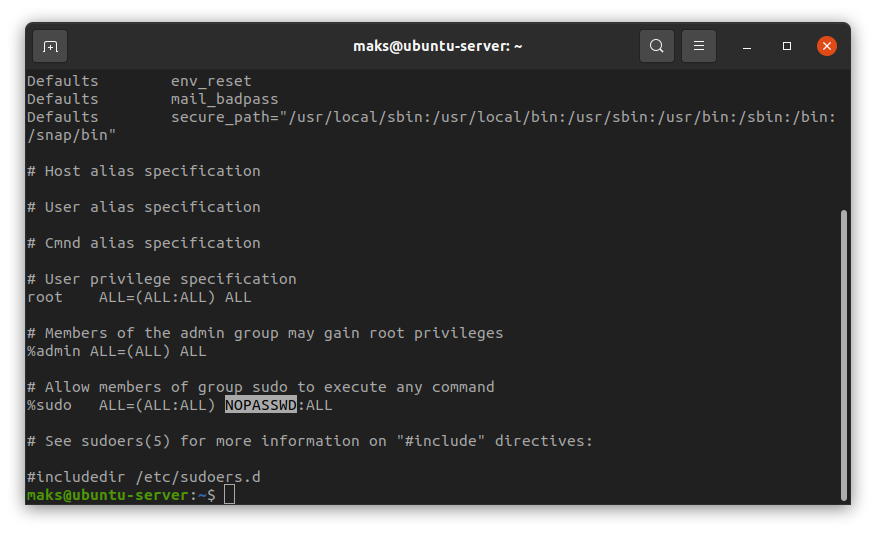 maks@ubuntu-server: ~
Defaults        env_reset
Defaults        mail_badpass
Defaults        secure_path="/usr/local/sbin:/usr/local/bin:/usr/sbin:/usr/bin:/sbin:/bin:
/snap/bin"
# Host alias specification
# User alias specification
# Cmnd alias specification
# User privilege specification
root    ALL=(ALL:ALL) ALL
# Members of the admin group may gain root privileges
%admin ALL=(ALL) ALL
# Allow members of group sudo to execute any command
%sudo   ALL=(ALL:ALL) NOPASSWD:ALL
# See sudoers(5) for more information on "#include" directives:
#includedir /etc/sudoers.d
maks@ubuntu-server:~$